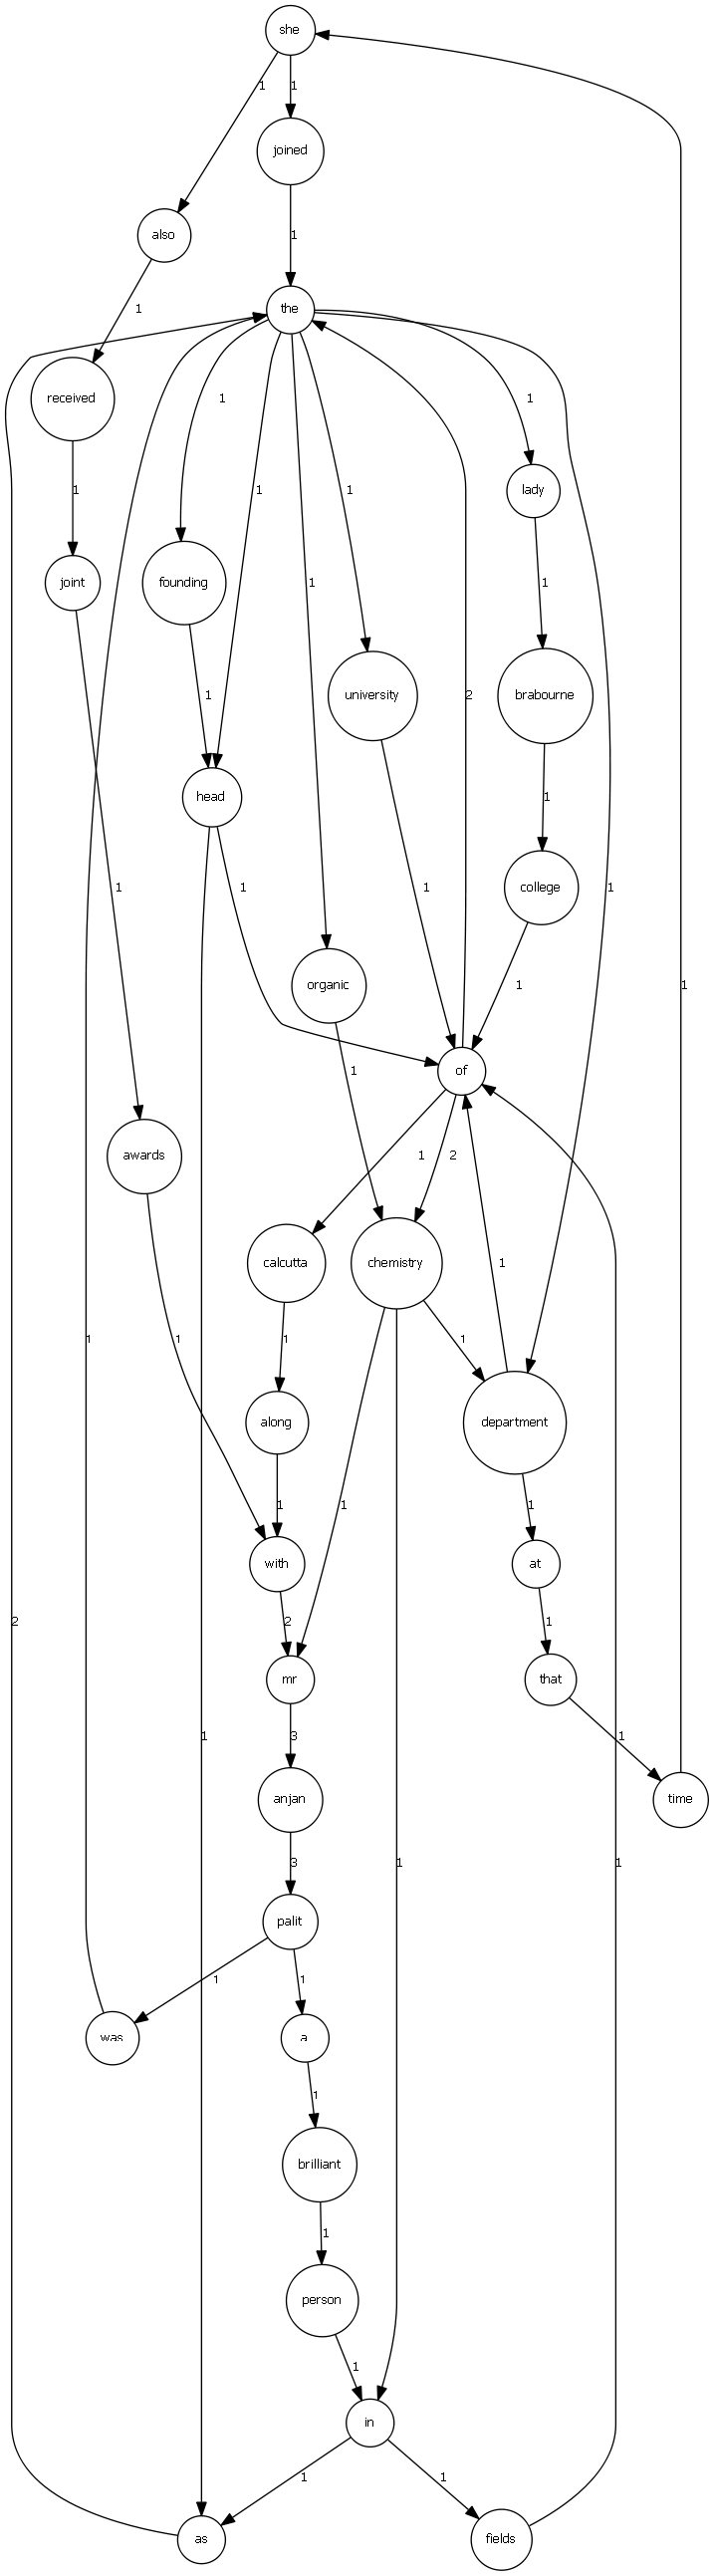 she
1
1
joined
also
1
1
the
received
1
1
lady
1
1
1
joint
founding
1
1
1
university
brabourne
1
2
head
1
college
1
1
1
1
organic
1
1
1
of
1
awards
1
2
calcutta
chemistry
1
1
1
1
1
along
department
1
1
1
with
at
2
1
2
mr
that
1
3
1
anjan
time
3
1
1
palit
1
1
was
a
1
brilliant
1
person
1
in
1
1
as
fields